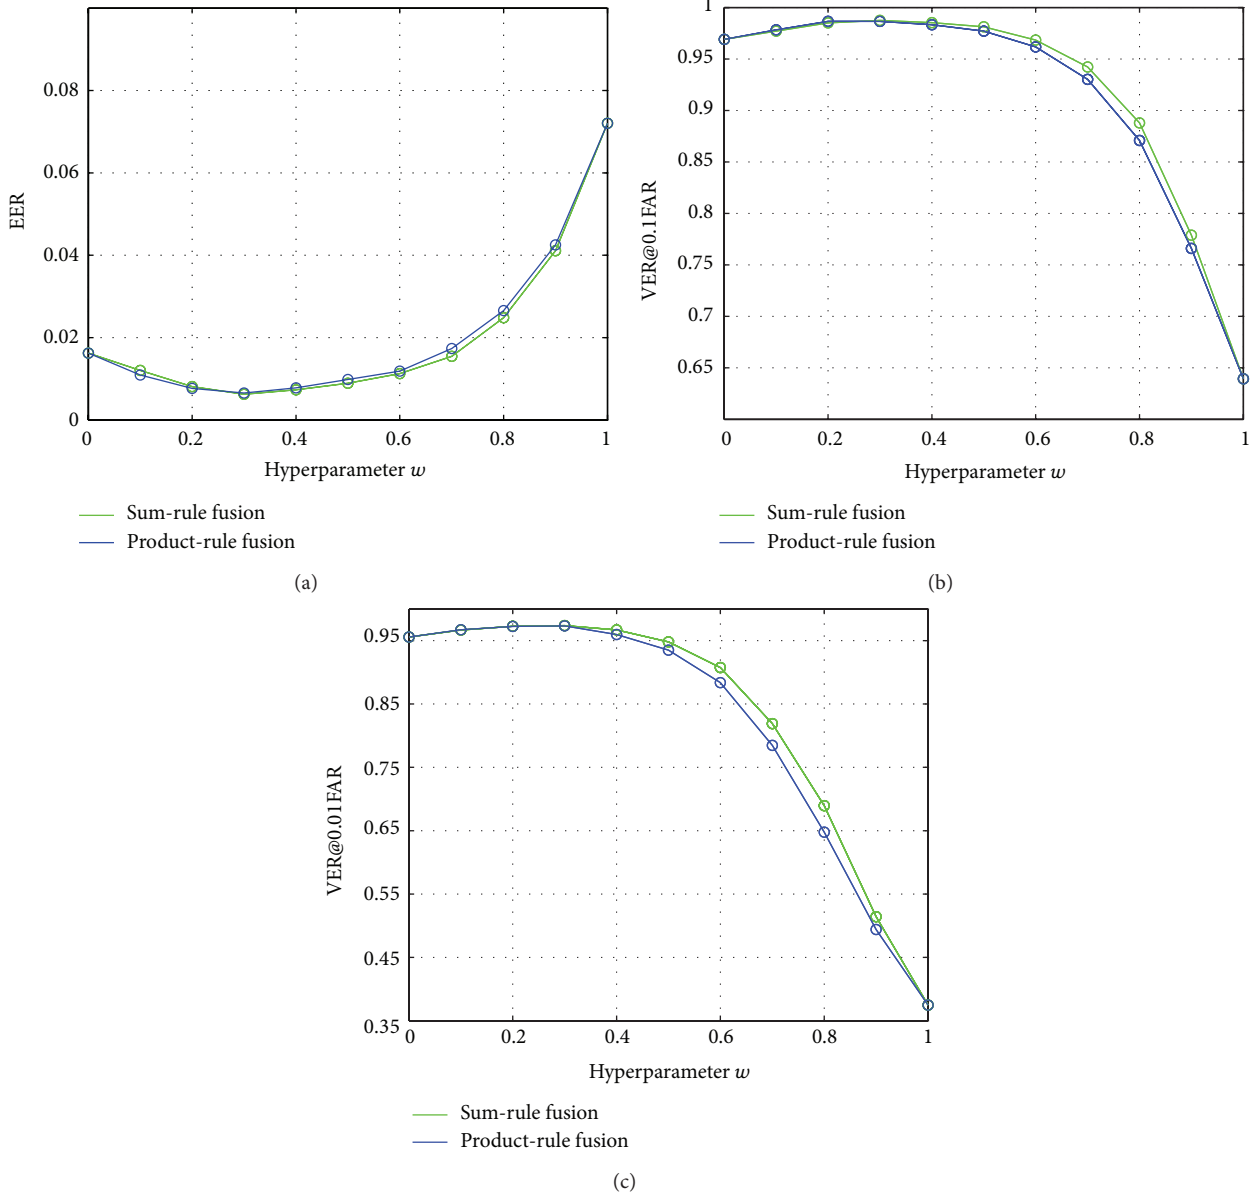 0.08
0.06
0.04
0.02
0
EER
0 0.2 0.4 0.6 0.8 1
Hyperparameter w
Sum-rule fusion
Product-rule fusion
(a)
1
0.95
0.9
0.85
0.8
0.75
0.7
0.65
VER@0.1FAR
0 0.2 0.4 0.6 0.8 1
Hyperparameter w
Sum-rule fusion
Product-rule fusion
(b)
0.95
0.85
0.75
0.65
0.55
0.45
0.35
VER@0.01FAR
0 0.2 0.4 0.6 0.8 1
Hyperparameter w
Sum-rule fusion
Product-rule fusion
(c)